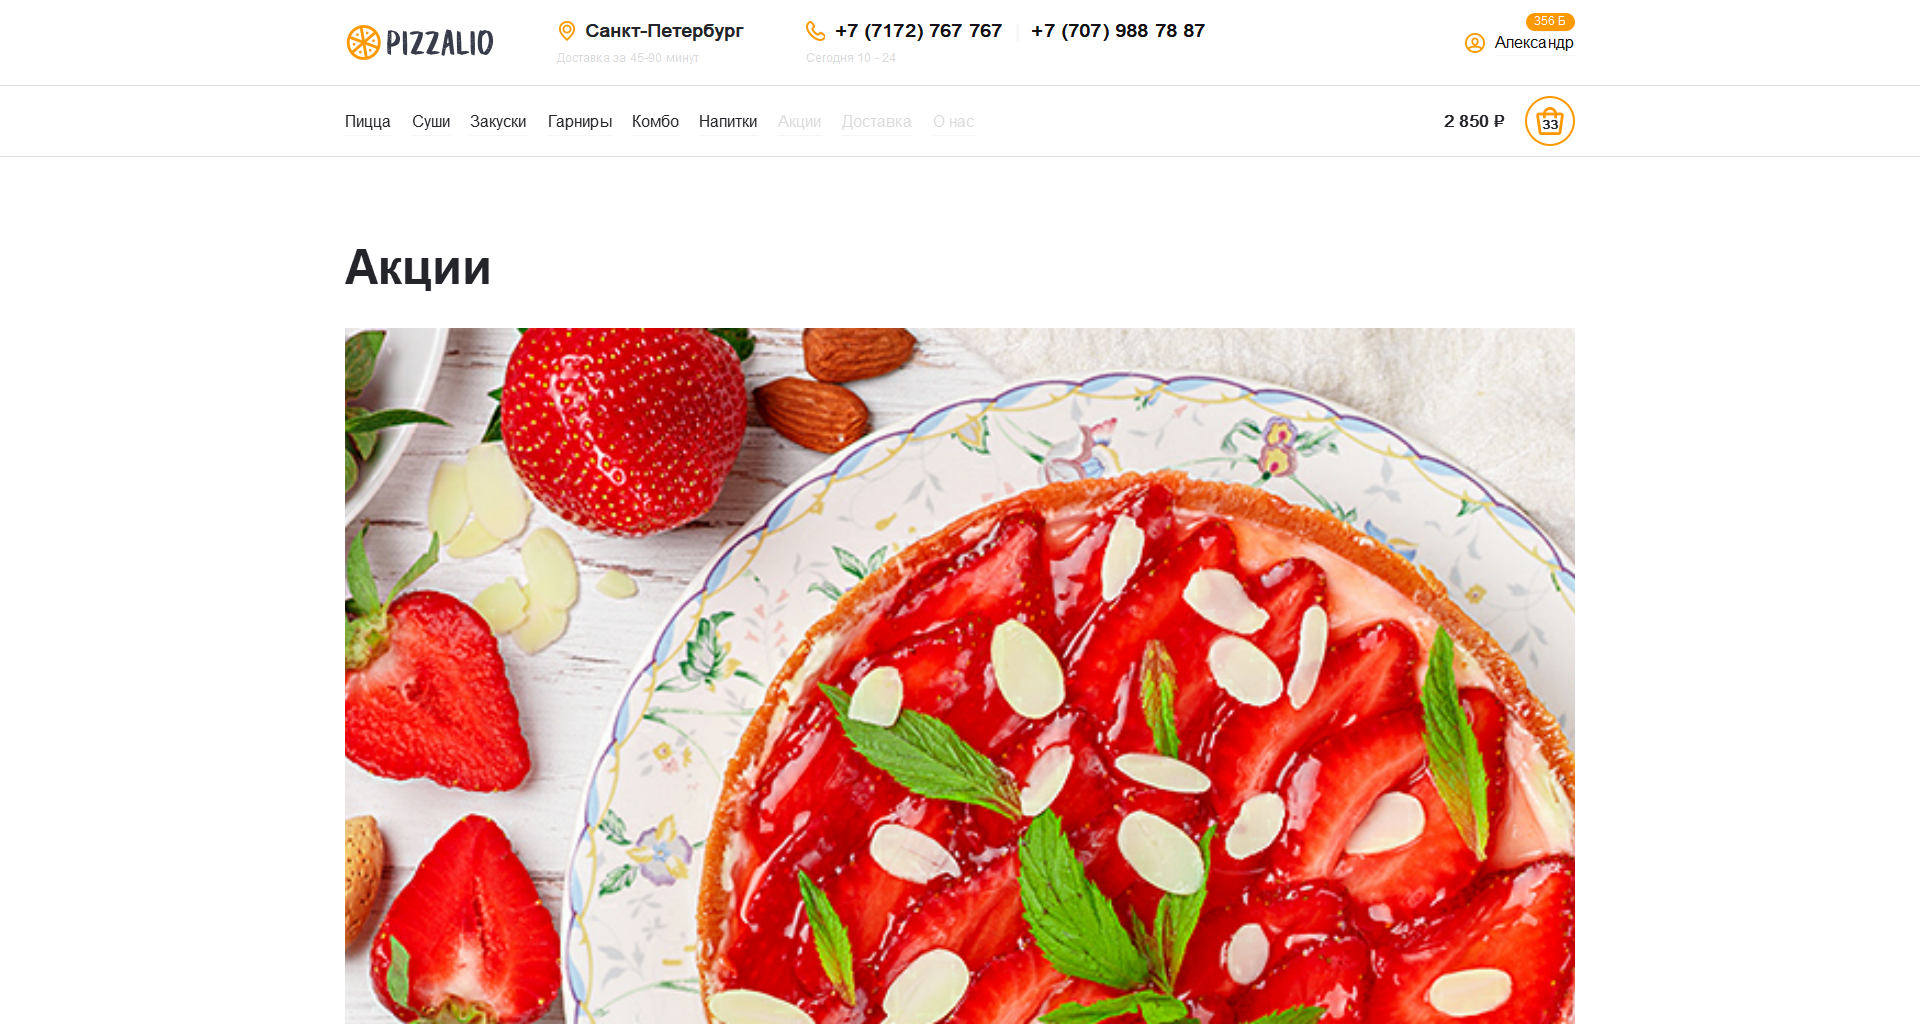 PIZZALIO
Санкт-Петербург
Доставка за 45-90 минут
+7 (7172) 767 767
+7 (707) 988 78 87
Сегодня 10 - 24
356 Б
Александр
Пицца Суши Закуски Гарниры Комбо Напитки Акции Доставка О нас
2 850 ₽
33
Акции